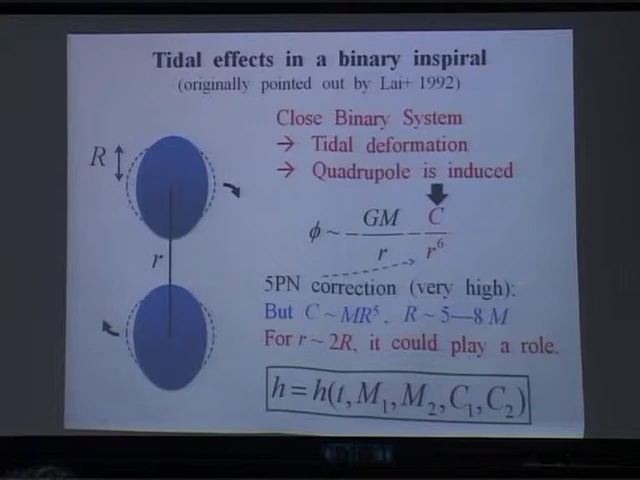 Tidal effects in a binary inspiral
(originally pointed out by Lai+ 1992)
Close Binary System
→ Tidal deformation
→ Quadrupole is induced
R
r
ϕ ~ − GM/r − C/r⁶
5PN correction (very high):
But C ~ MR⁵, R ~ 5—8 M
For r ~ 2R, it could play a role.
h = h(t, M₁, M₂, C₁, C₂)